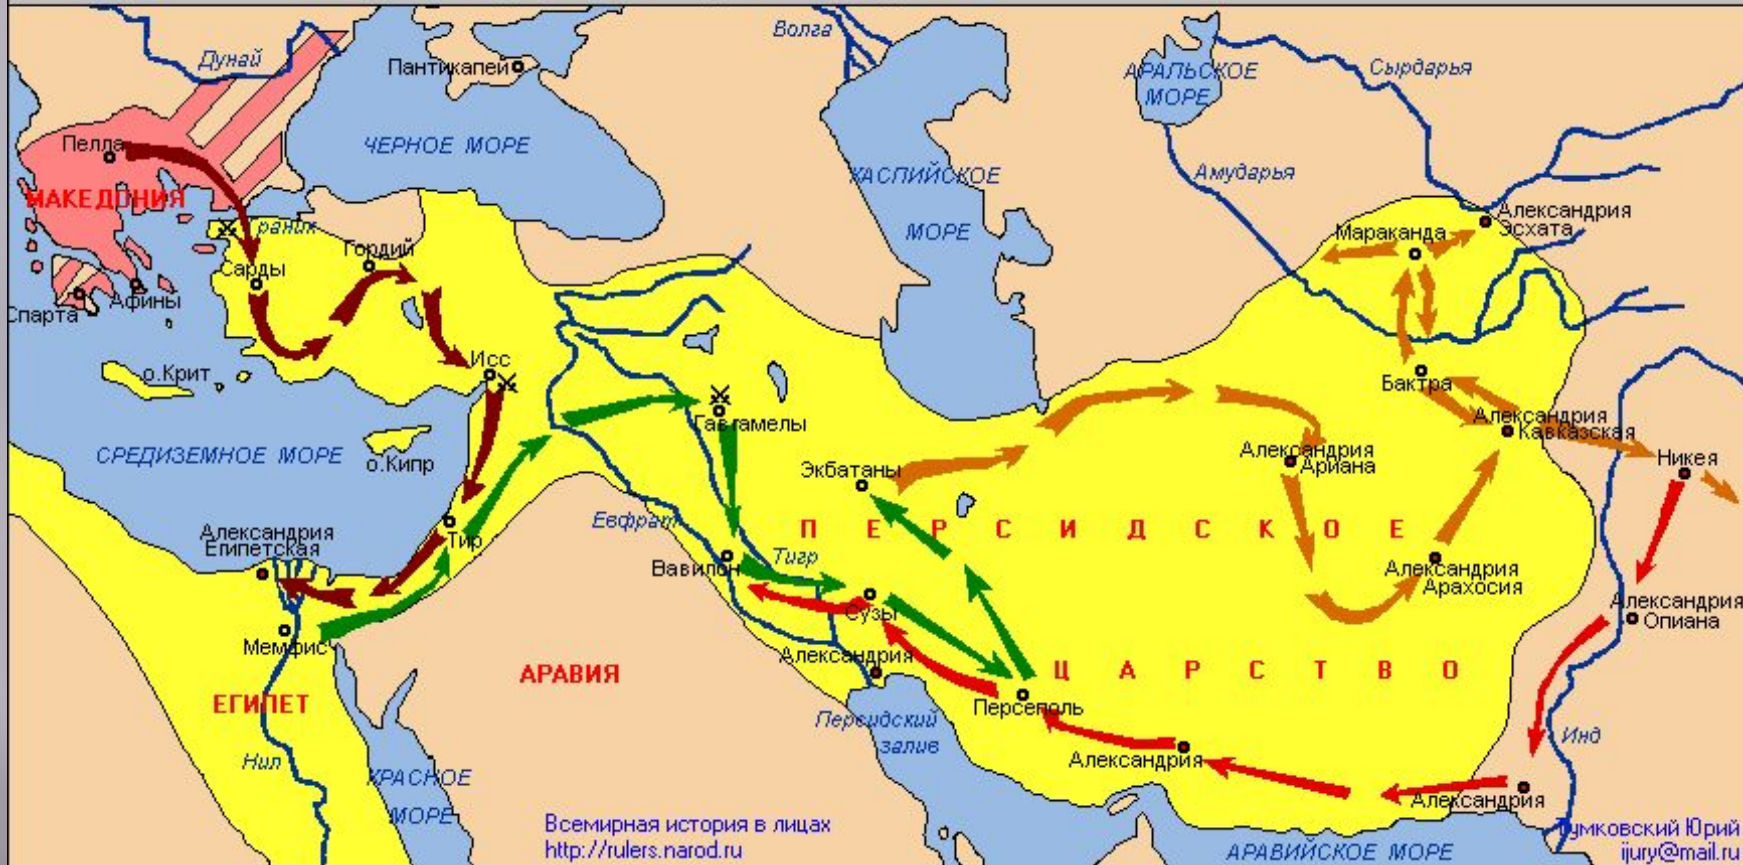 Дунай
Волга
Пантикапей
АРАЛЬСКОЕ
МОРЕ
Сырдарья
Пелла
ЧЕРНОЕ МОРЕ
КАСПИЙСКОЕ
МОРЕ
Амударья
МАКЕДОНИЯ
Граник
Гордий
Сарды
Афины
Спарта
Мараканда
Александрия
Эсхата
Исс
о.Крит
Бактра
Гавгамелы
Александрия
Кавказская
СРЕДИЗЕМНОЕ МОРЕ
о.Кипр
Экбатаны
Александрия
Ариана
Никея
Александрия
Египетская
Тир
Евфрат
П Е Р С И Д С К О Е
Вавилон
Тигр
Александрия
Арахосия
Сузы
Александрия
Опиана
Мемфис
Александрия
АРАВИЯ
Ц А Р С Т В О
ЕГИПЕТ
Персеполь
Персидский
залив
Инд
Нил
КРАСНОЕ
МОРЕ
Александрия
Александрия
Всемирная история в лицах
http://rulers.narod.ru
АРАВИЙСКОЕ МОРЕ
Тумковский Юрий
ijury@mail.ru